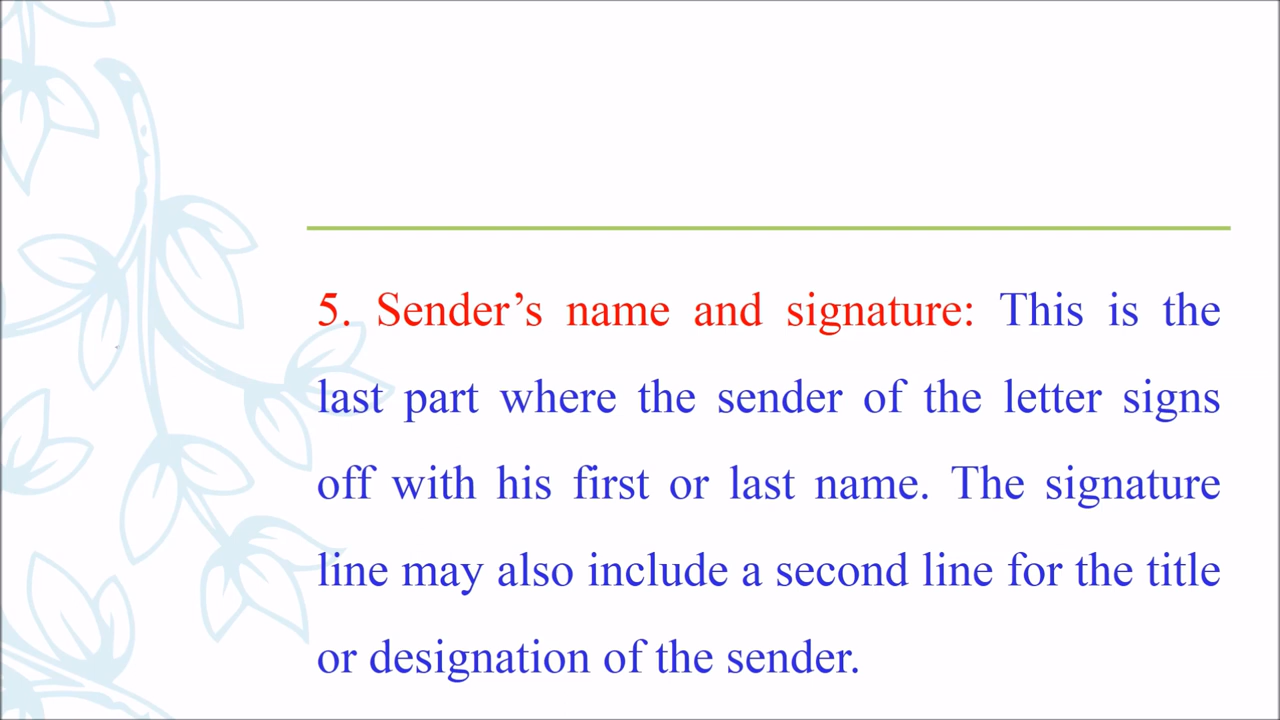 5. Sender’s name and signature: This is the
last part where the sender of the letter signs
off with his first or last name. The signature
line may also include a second line for the title
or designation of the sender.